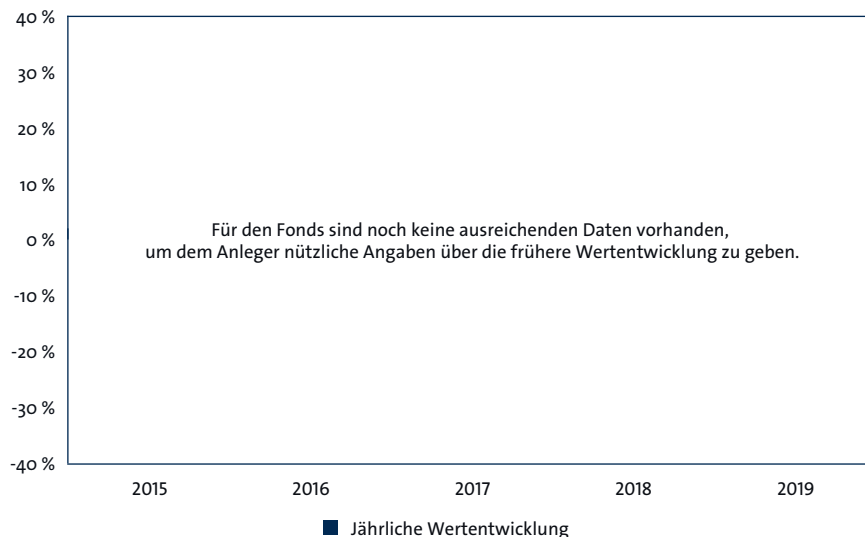 40 %
30 %
20 %
10 %
0 %
-10 %
-20 %
-30 %
-40 %
Für den Fonds sind noch keine ausreichenden Daten vorhanden,
um dem Anleger nützliche Angaben über die frühere Wertentwicklung zu geben.
2015 2016 2017 2018 2019
Jährliche Wertentwicklung